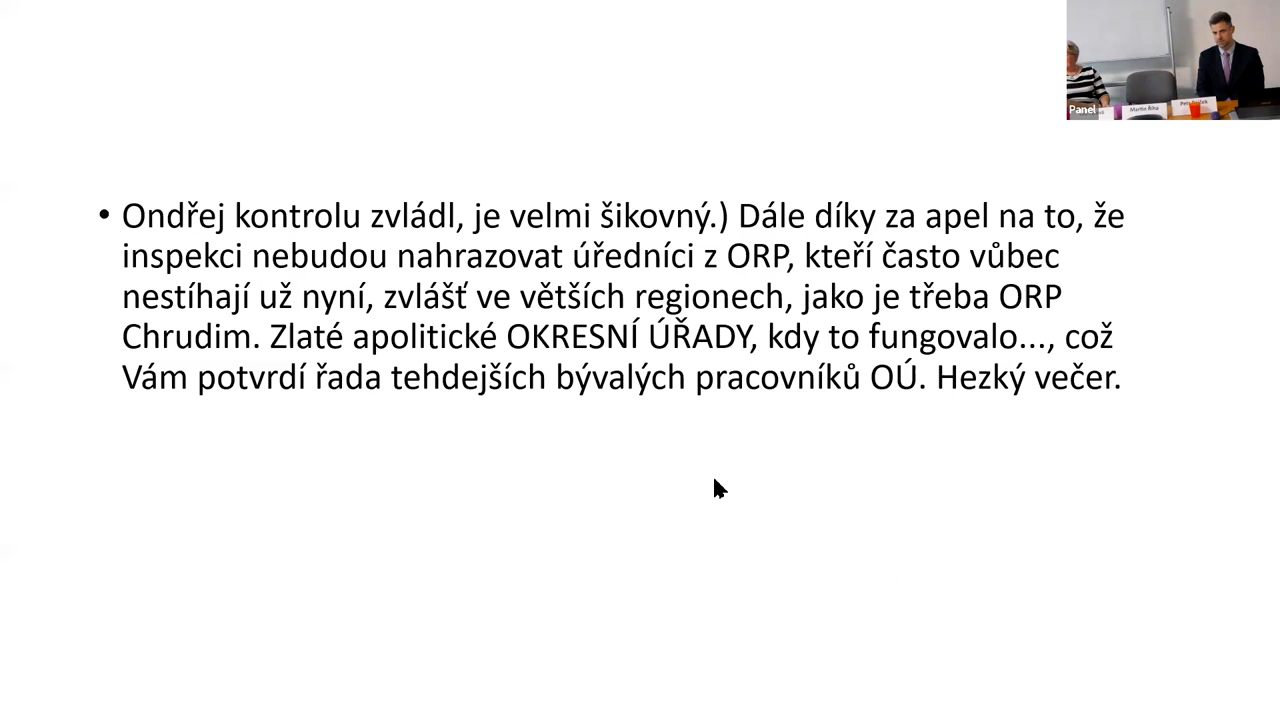 Panel
Martin Říha
• Ondřej kontrolu zvládl, je velmi šikovný.) Dále díky za apel na to, že
inspekci nebudou nahrazovat úředníci z ORP, kteří často vůbec
nestíhají už nyní, zvlášť ve větších regionech, jako je třeba ORP
Chrudim. Zlaté apolitické OKRESNÍ ÚŘADY, kdy to fungovalo..., což
Vám potvrdí řada tehdejších bývalých pracovníků OÚ. Hezký večer.